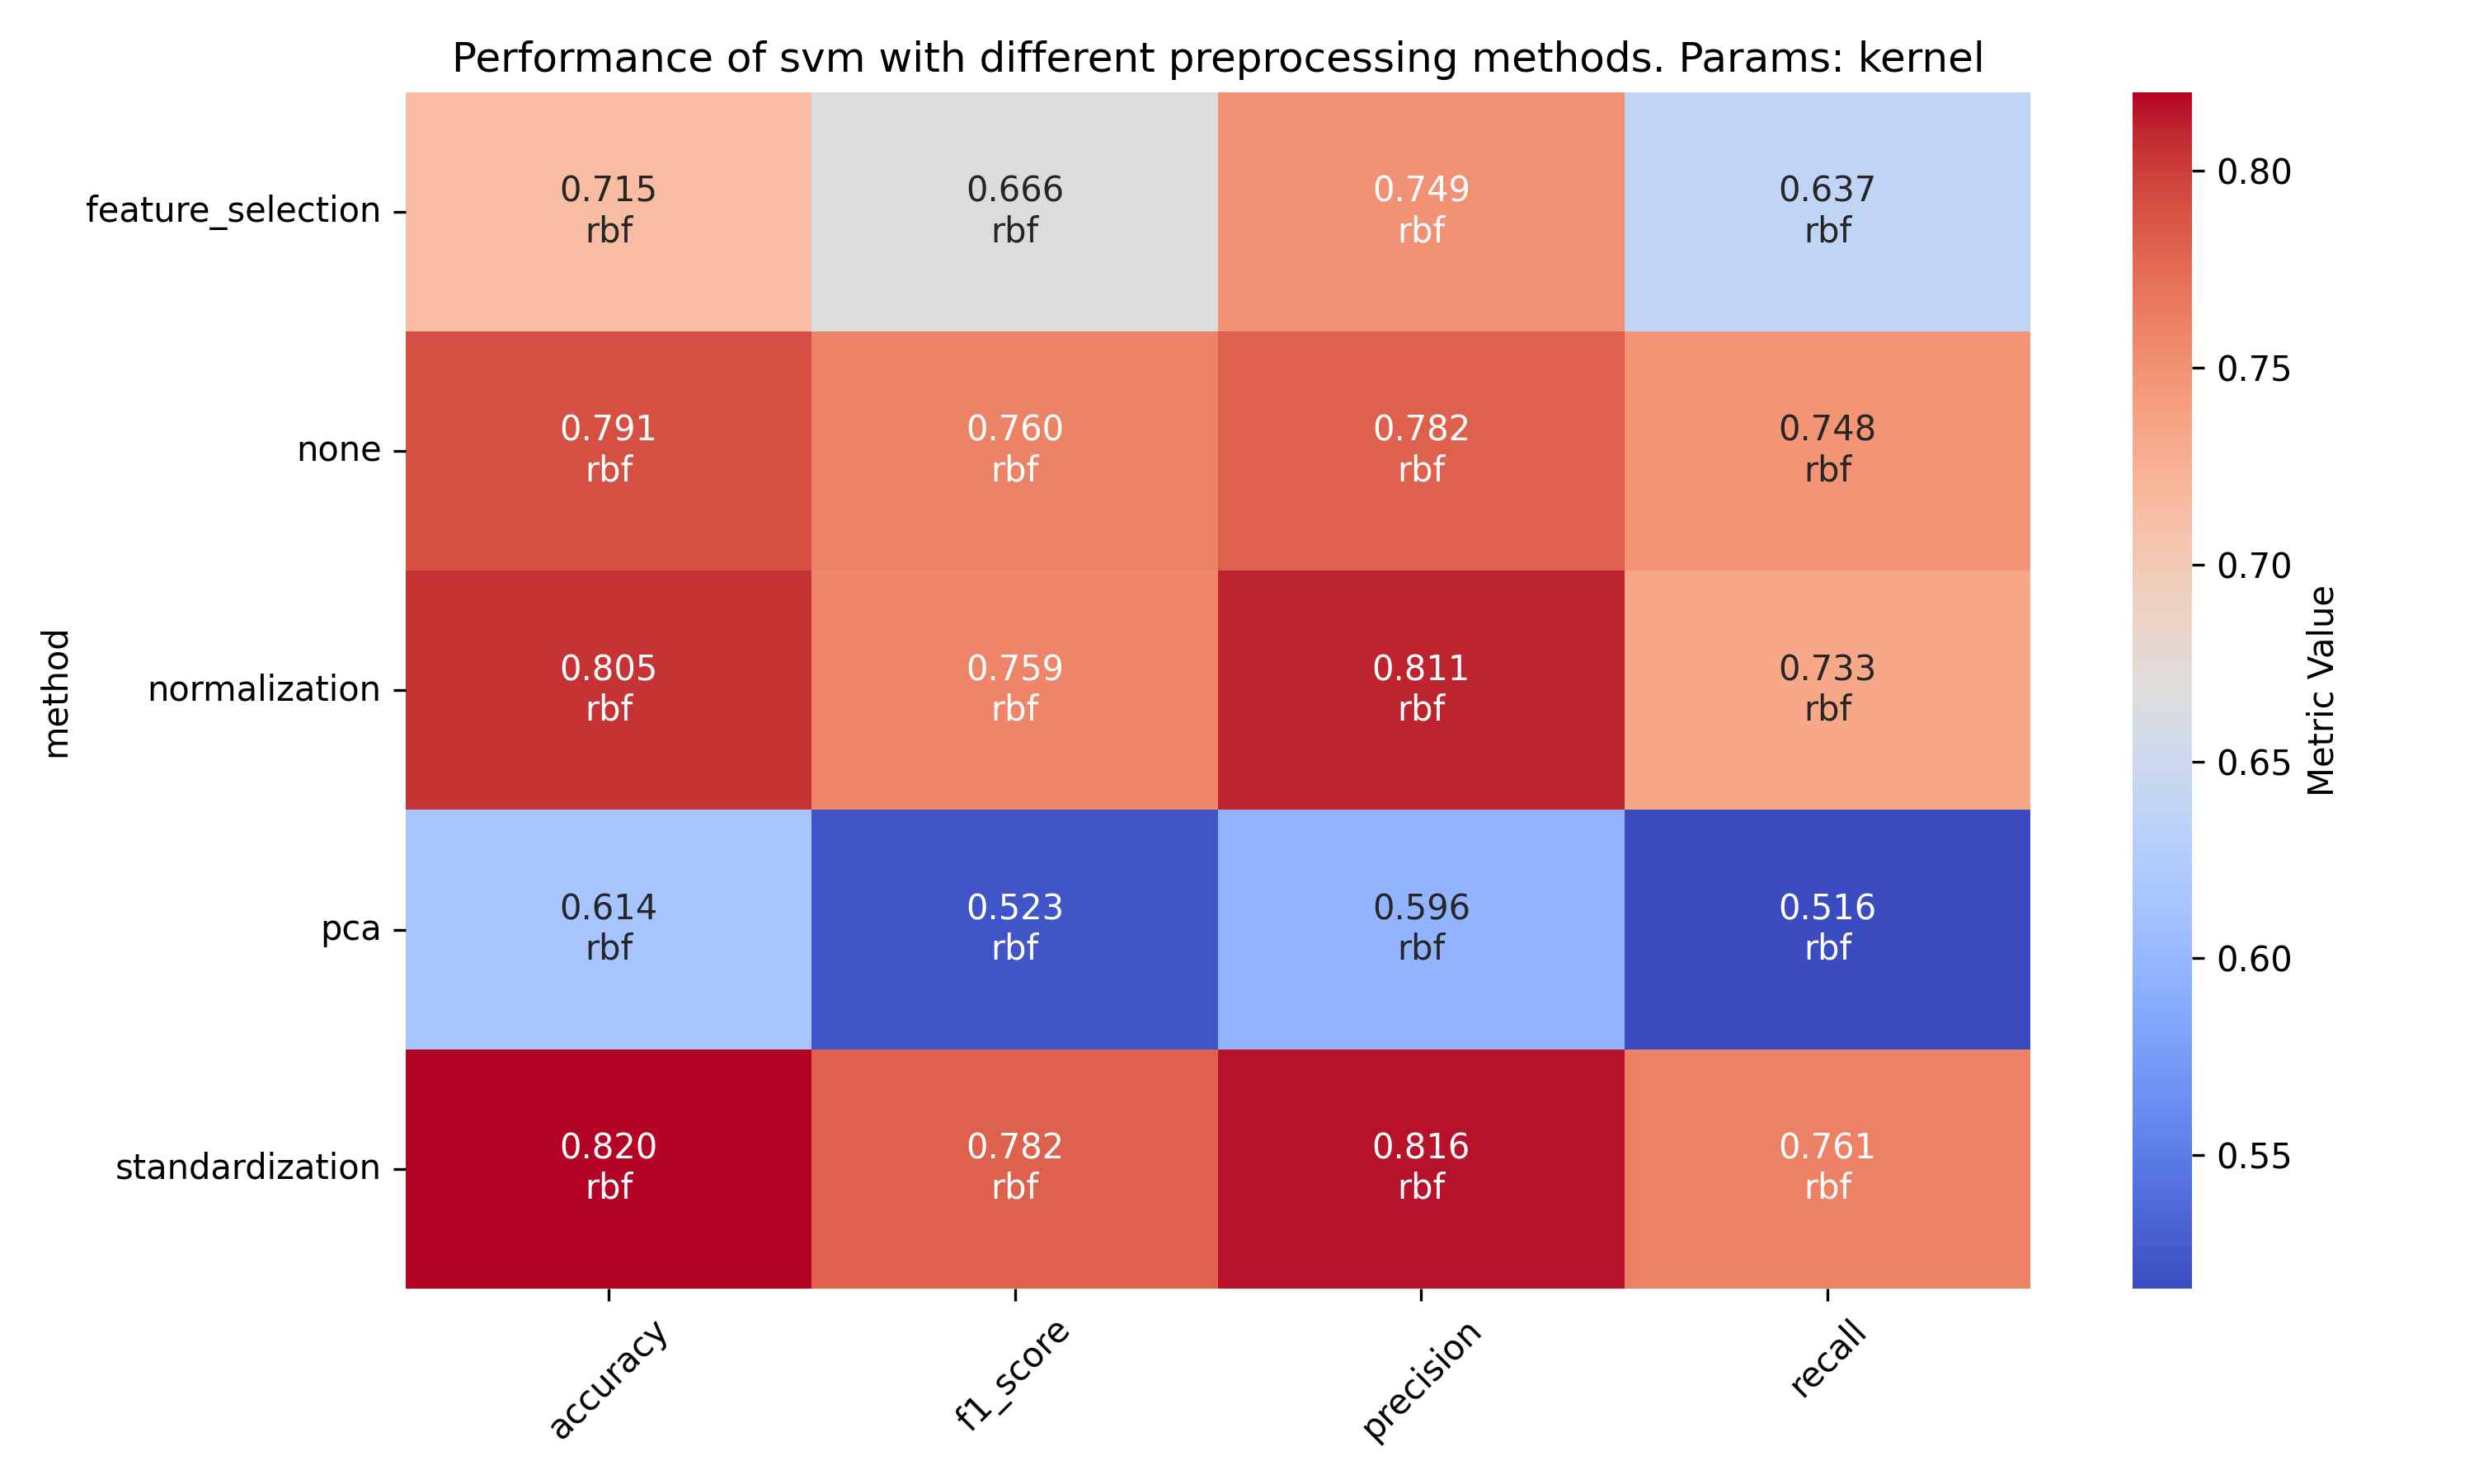 Performance of svm with different preprocessing methods. Params: kernel
method
feature_selection
0.715
rbf
0.666
rbf
0.749
rbf
0.637
rbf
none
0.791
rbf
0.760
rbf
0.782
rbf
0.748
rbf
normalization
0.805
rbf
0.759
rbf
0.811
rbf
0.733
rbf
pca
0.614
rbf
0.523
rbf
0.596
rbf
0.516
rbf
standardization
0.820
rbf
0.782
rbf
0.816
rbf
0.761
rbf
accuracy
f1_score
precision
recall
0.80
0.75
0.70
0.65
0.60
0.55
Metric Value